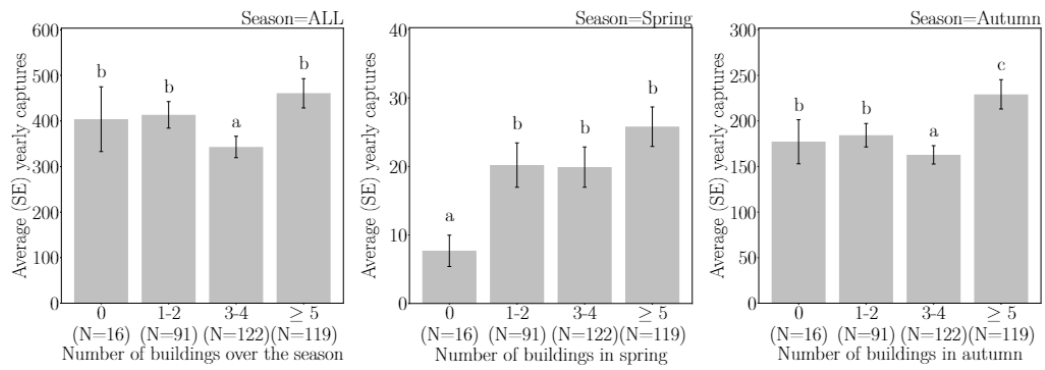 Season=ALL
600
500
400
300
200
100
0
Average (SE) yearly captures
b
b
a
b
0 1-2 3-4 ≥ 5
(N=16) (N=91) (N=122) (N=119)
Number of buildings over the season
Season=Spring
40
30
20
10
0
Average (SE) yearly captures
a
b
b
b
0 1-2 3-4 ≥ 5
(N=16) (N=91) (N=122) (N=119)
Number of buildings in spring
Season=Autumn
300
250
200
150
100
50
0
Average (SE) yearly captures
b
b
a
c
0 1-2 3-4 ≥ 5
(N=16) (N=91) (N=122) (N=119)
Number of buildings in autumn